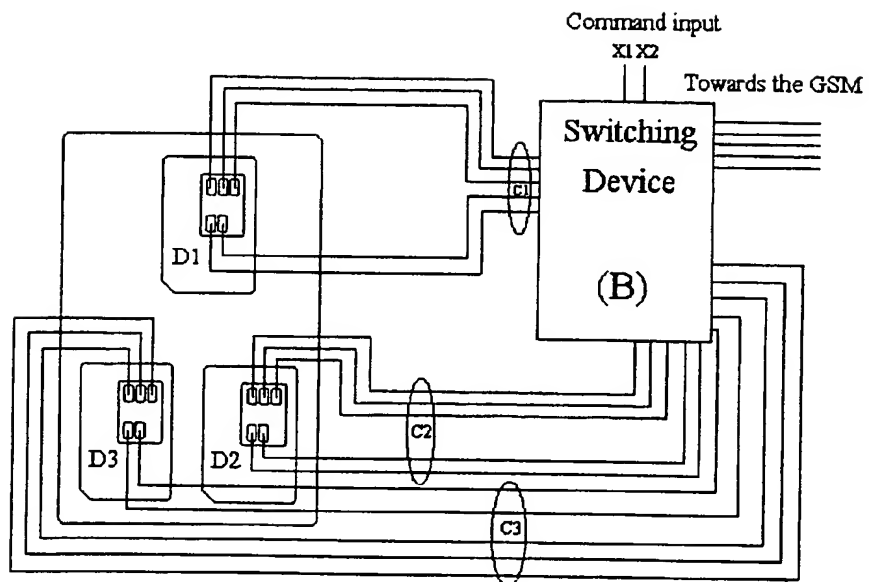 Command input
X1 X2
Towards the GSM
Switching
Device
(B)
C1
D1
D3
D2
C2
C3